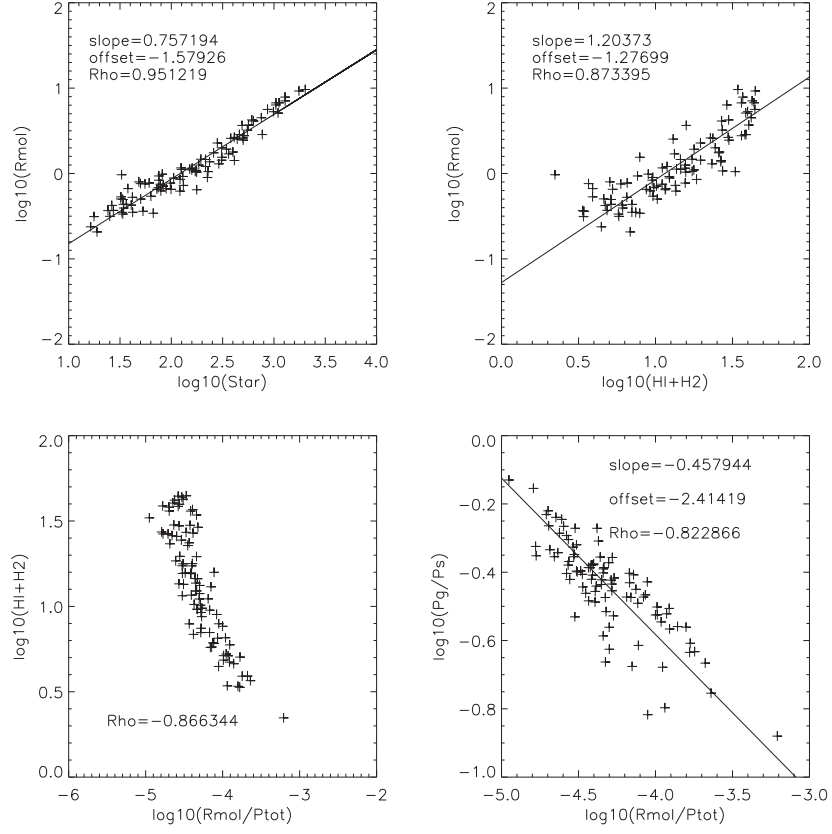 2
1
0
−1
−2
log10(Rmol)
slope=0.757194
offset=−1.57926
Rho=0.951219
1.0 1.5 2.0 2.5 3.0 3.5 4.0
log10(Star)
2
1
0
−1
−2
log10(Rmol)
slope=1.20373
offset=−1.27699
Rho=0.873395
0.0 0.5 1.0 1.5 2.0
log10(HI+H2)
2.0
1.5
1.0
0.5
0.0
log10(HI+H2)
Rho=−0.866344
−6 −5 −4 −3 −2
log10(Rmol/Ptot)
0.0
−0.2
−0.4
−0.6
−0.8
−1.0
log10(Pg/Ps)
slope=−0.457944
offset=−2.41419
Rho=−0.822866
−5.0 −4.5 −4.0 −3.5 −3.0
log10(Rmol/Ptot)